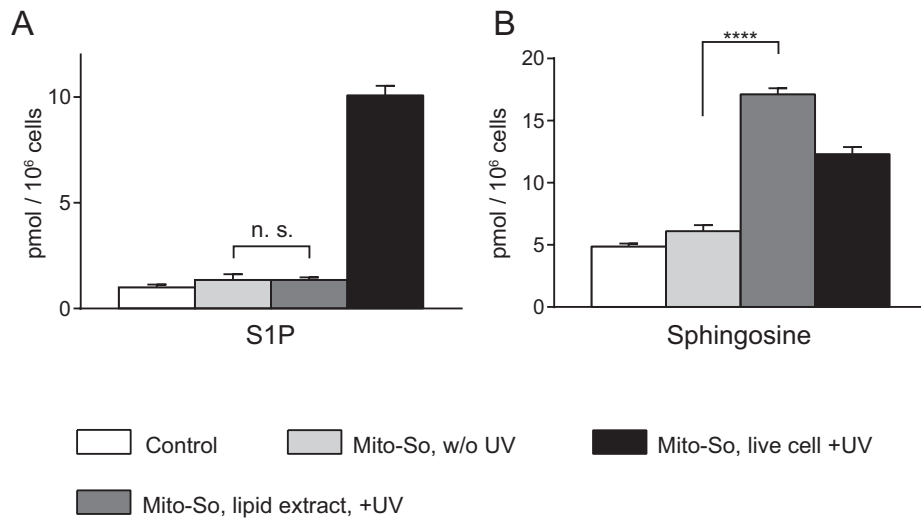 A
10
5
0
pmol / 10⁶ cells
n. s.
S1P
B
20
15
10
5
0
pmol / 10⁶ cells
****
Sphingosine
Control
Mito-So, w/o UV
Mito-So, live cell +UV
Mito-So, lipid extract, +UV